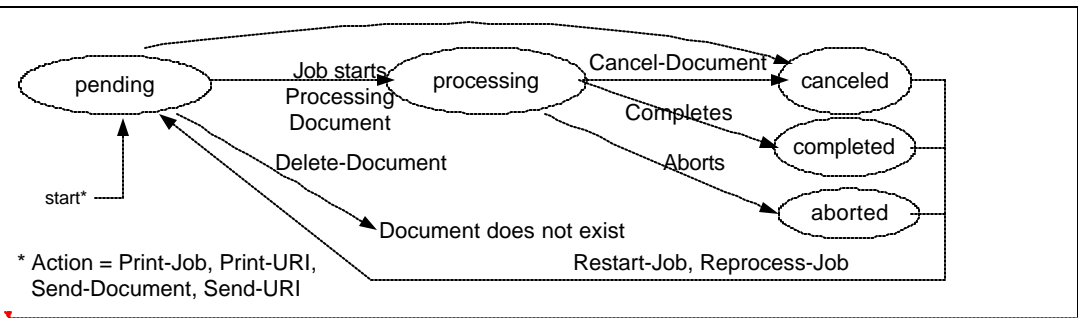 pending
Job starts
Processing
Document
processing
Cancel-Document
canceled
Completes
completed
Delete-Document
Aborts
aborted
start*
Document does not exist
* Action = Print-Job, Print-URI,
Send-Document, Send-URI
Restart-Job, Reprocess-Job